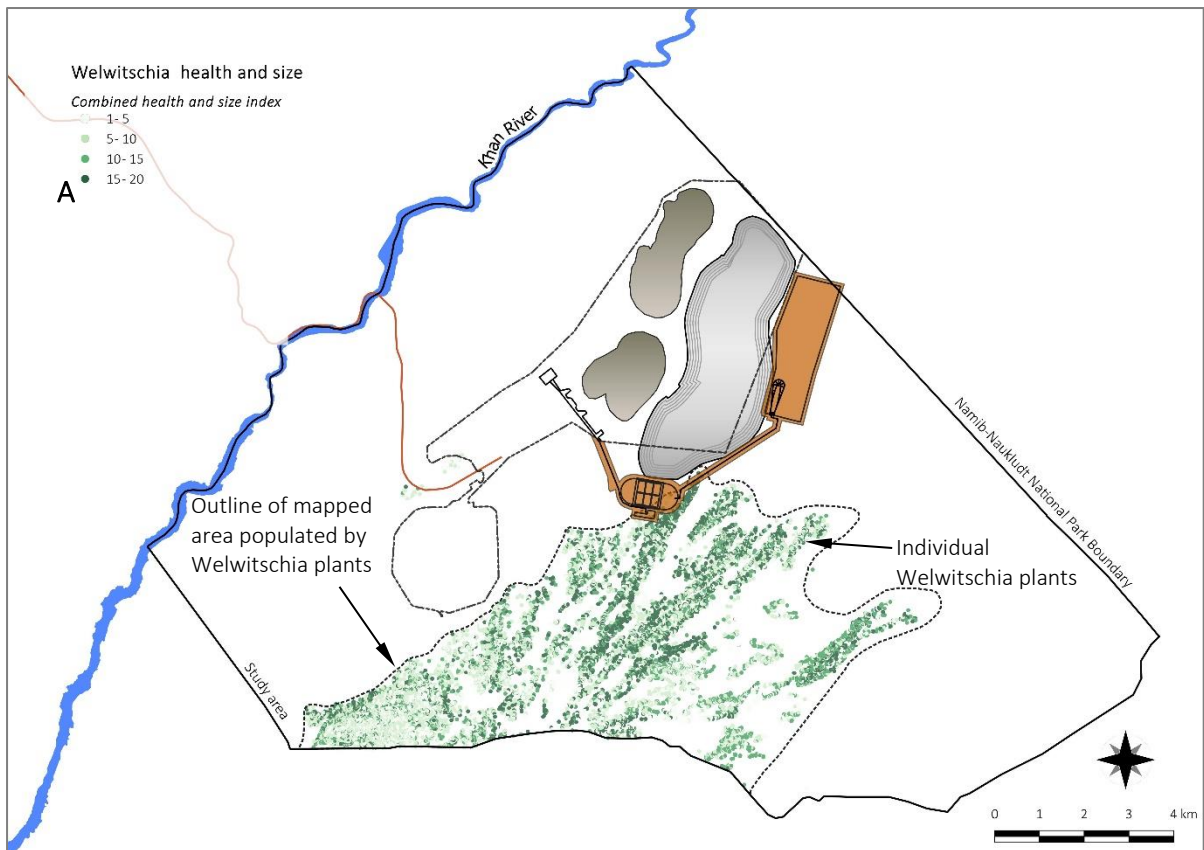 Welwitschia health and size
Combined health and size index
1- 5
5- 10
10- 15
15- 20
A
Khan River
Namib-Naukludt National Park Boundary
Outline of mapped
area populated by
Welwitschia plants
Individual
Welwitschia plants
Study area
0 1 2 3 4 km